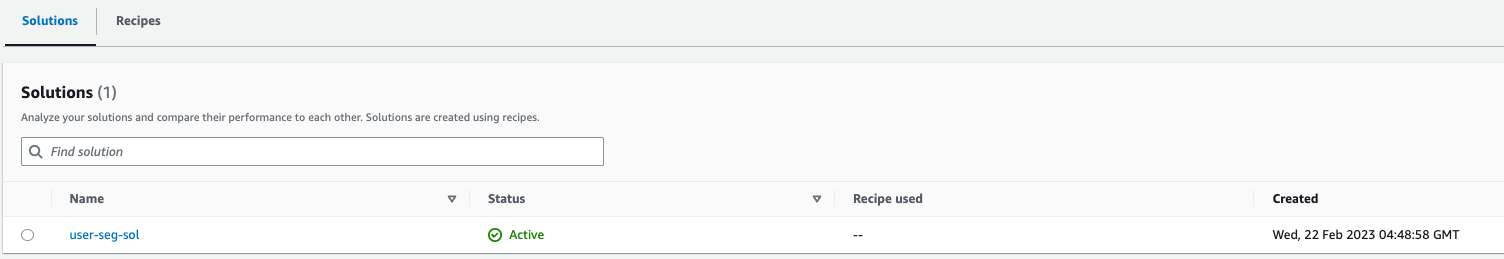 Solutions Recipes
Solutions (1)
Analyze your solutions and compare their performance to each other. Solutions are created using recipes.
Find solution
Name Status Recipe used Created
user-seg-sol Active -- Wed, 22 Feb 2023 04:48:58 GMT